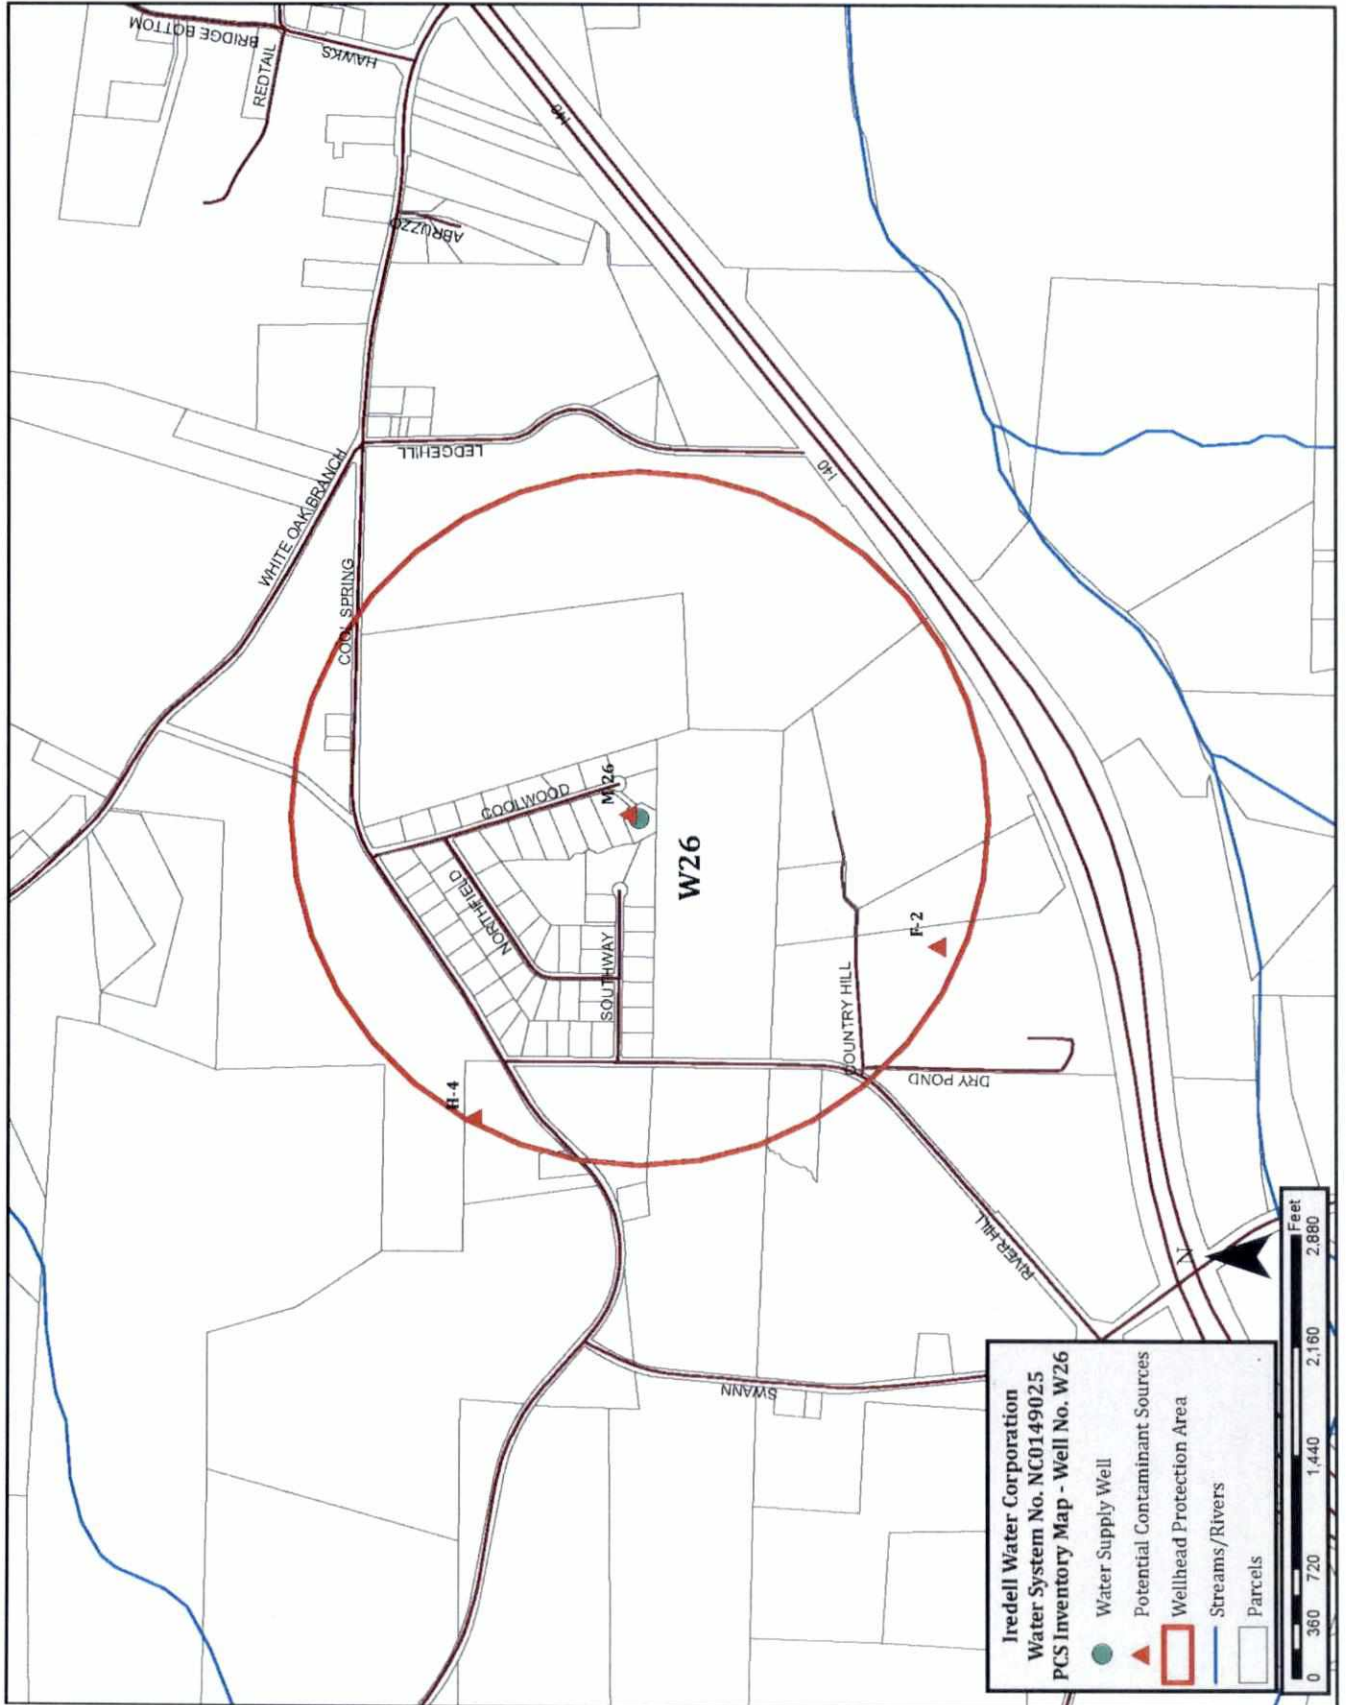 BRIDGE BOTTOM
REDTAIL
HAWKS
I40
ABRUZZO
WHITE OAK BRANCH
LEDGEHILL
I40
COOL SPRING
COOLWOOD
M-26
NORTHFIELD
W26
SOUTHWAY
F-2
COUNTRY HILL
DRY POND
H-4
RIVER HILL
SWANN
N
Iredell Water Corporation
Water System No. NC0149025
PCS Inventory Map - Well No. W26
Water Supply Well
Potential Contaminant Sources
Wellhead Protection Area
Streams/Rivers
Parcels
Feet
0 360 720 1,440 2,160 2,880